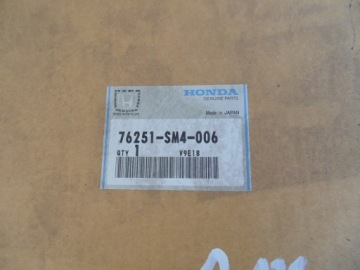 HONDA
GENUINE PARTS
Made in JAPAN
76251-SM4-006
QTY 1 V9E18